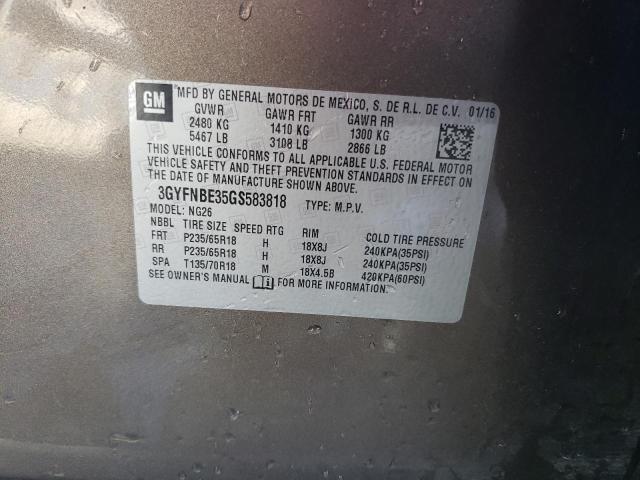 GM
MFD BY GENERAL MOTORS DE MEXICO, S. DE R.L. DE C.V. 01/16
GVWR GAWR FRT GAWR RR
2480 KG 1410 KG 1300 KG
5467 LB 3108 LB 2866 LB
THIS VEHICLE CONFORMS TO ALL APPLICABLE U.S. FEDERAL MOTOR
VEHICLE SAFETY AND THEFT PREVENTION STANDARDS IN EFFECT ON
THE DATE OF MANUFACTURE SHOWN ABOVE.
3GYFNBE35GS583818 TYPE: M.P.V.
MODEL: NG26
NBBL TIRE SIZE SPEED RTG RIM COLD TIRE PRESSURE
FRT P235/65R18 H 18X8J 240KPA(35PSI)
RR P235/65R18 H 18X8J 240KPA(35PSI)
SPA T135/70R18 M 18X4.5B 420KPA(60PSI)
SEE OWNER'S MANUAL FOR MORE INFORMATION.